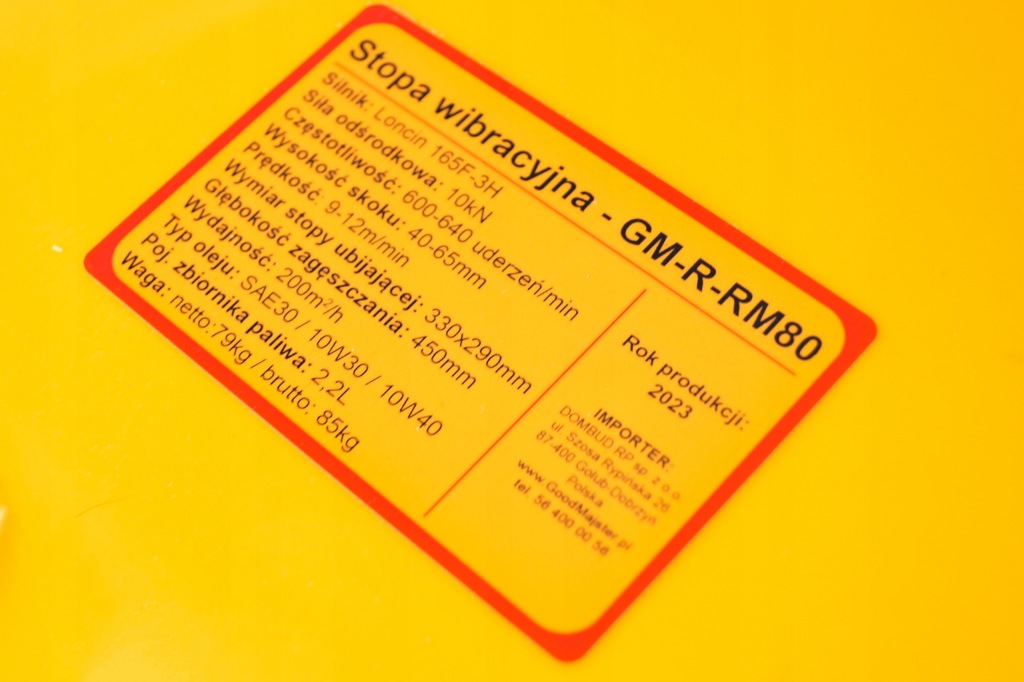 Stopa wibracyjna - GM-R-RM80
Silnik: Loncin 165F-3H
Siła odśrodkowa: 10kN
Częstotliwość: 600-640 uderzeń/min
Wysokość skoku: 40-65mm
Prędkość: 9-12m/min
Wymiar stopy ubijającej: 330x290mm
Głębokość zagęszczania: 450mm
Wydajność: 200m²/h
Typ oleju: SAE30 / 10W30 / 10W40
Poj. zbiornika paliwa: 2,2L
Waga: netto:79kg / brutto: 85kg
Rok produkcji:
2023
IMPORTER:
DOMBUD RP sp. z o.o.
ul. Szosa Rypińska 26
87-400 Golub-Dobrzyń
Polska
www.GoodMajster.pl
tel. 56 400 00 56